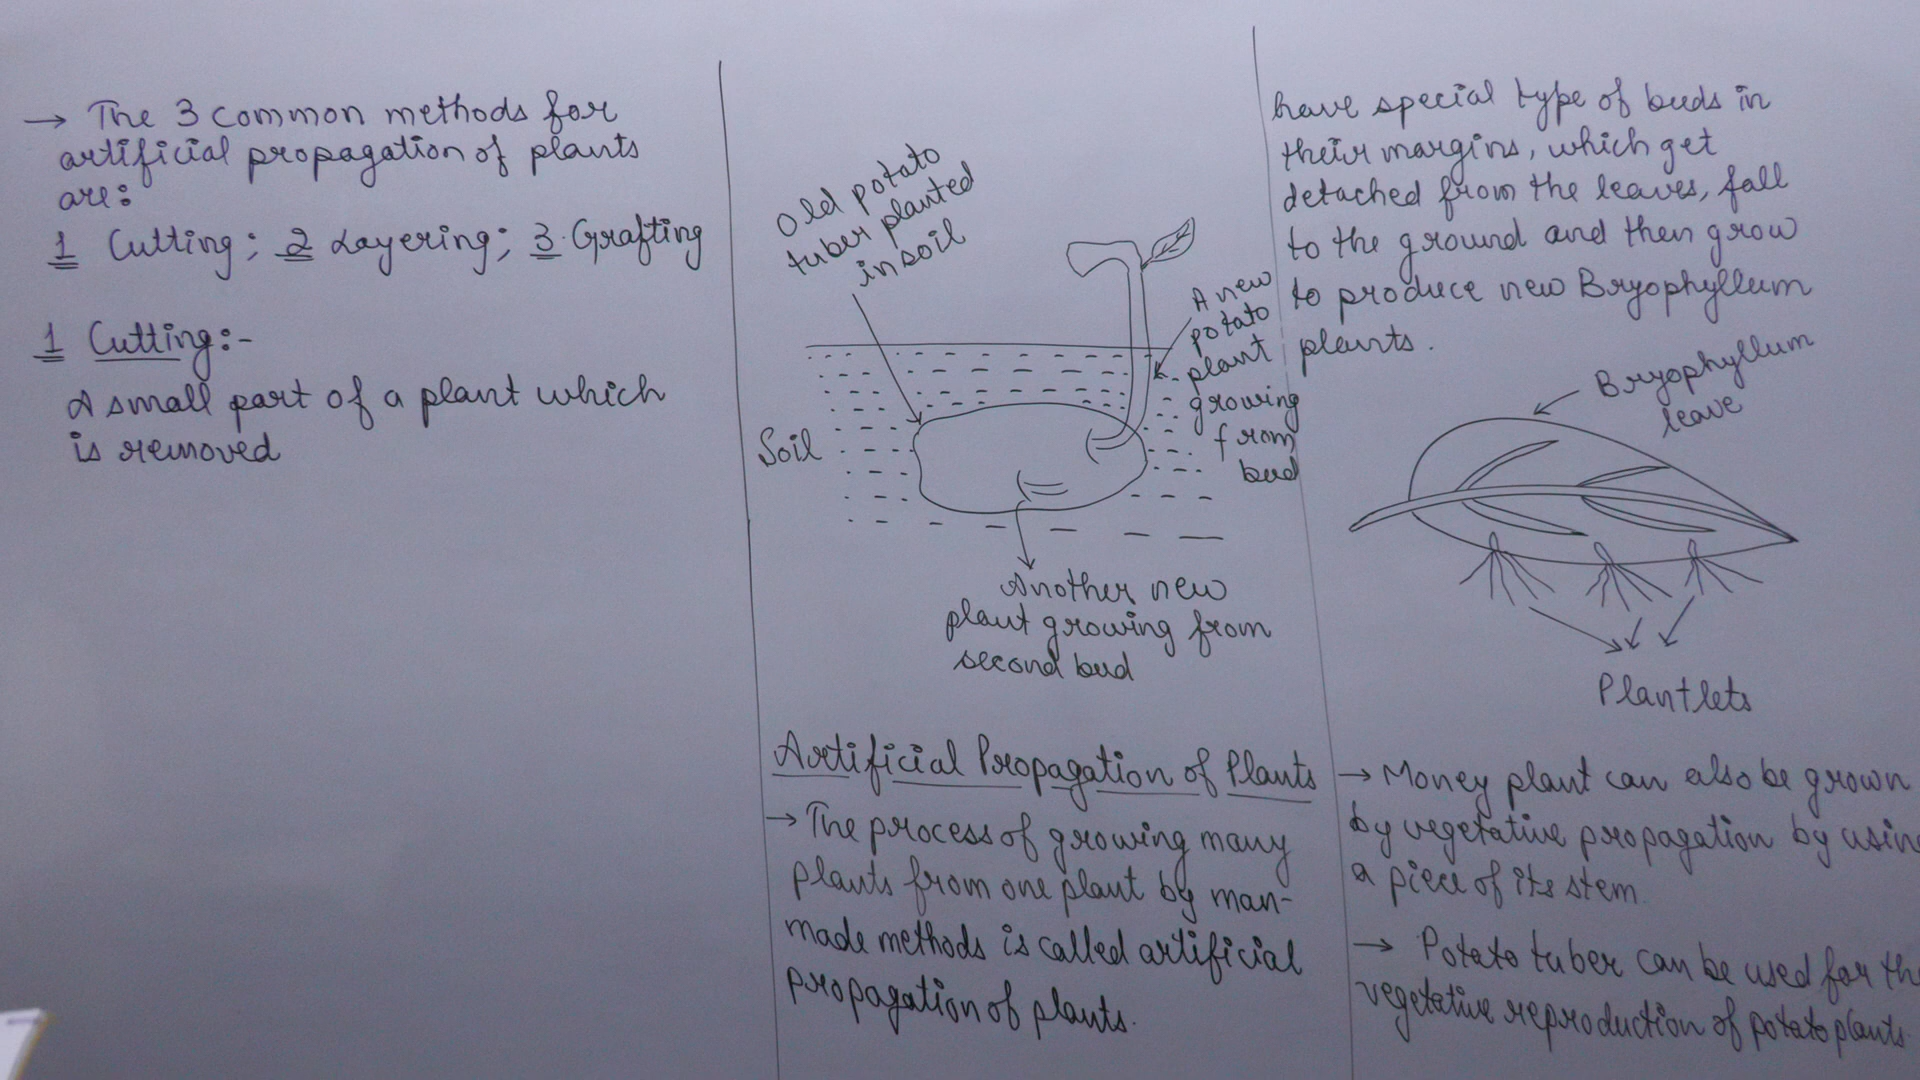 → The 3 common methods for
artificial propagation of plants
are:
1 Cutting; 2 Layering; 3. Grafting
1 Cutting:-
A small part of a plant which
is removed
Old potato
tuber planted
in soil
A new
potato
plant
growing
from
bud
Soil
Another new
plant growing from
second bud
Artificial Propagation of Plants
→ The process of growing many
plants from one plant by man-
made methods is called artificial
propagation of plants.
have special type of buds in
their margins, which get
detached from the leaves, fall
to the ground and then grow
to produce new Bryophyllum
plants.
Bryophyllum
leave
Plantlets
→ Money plant can also be grown
by vegetative propagation by usin
a piece of its stem
→ Potato tuber can be used for th
vegetative reproduction of potato plants.